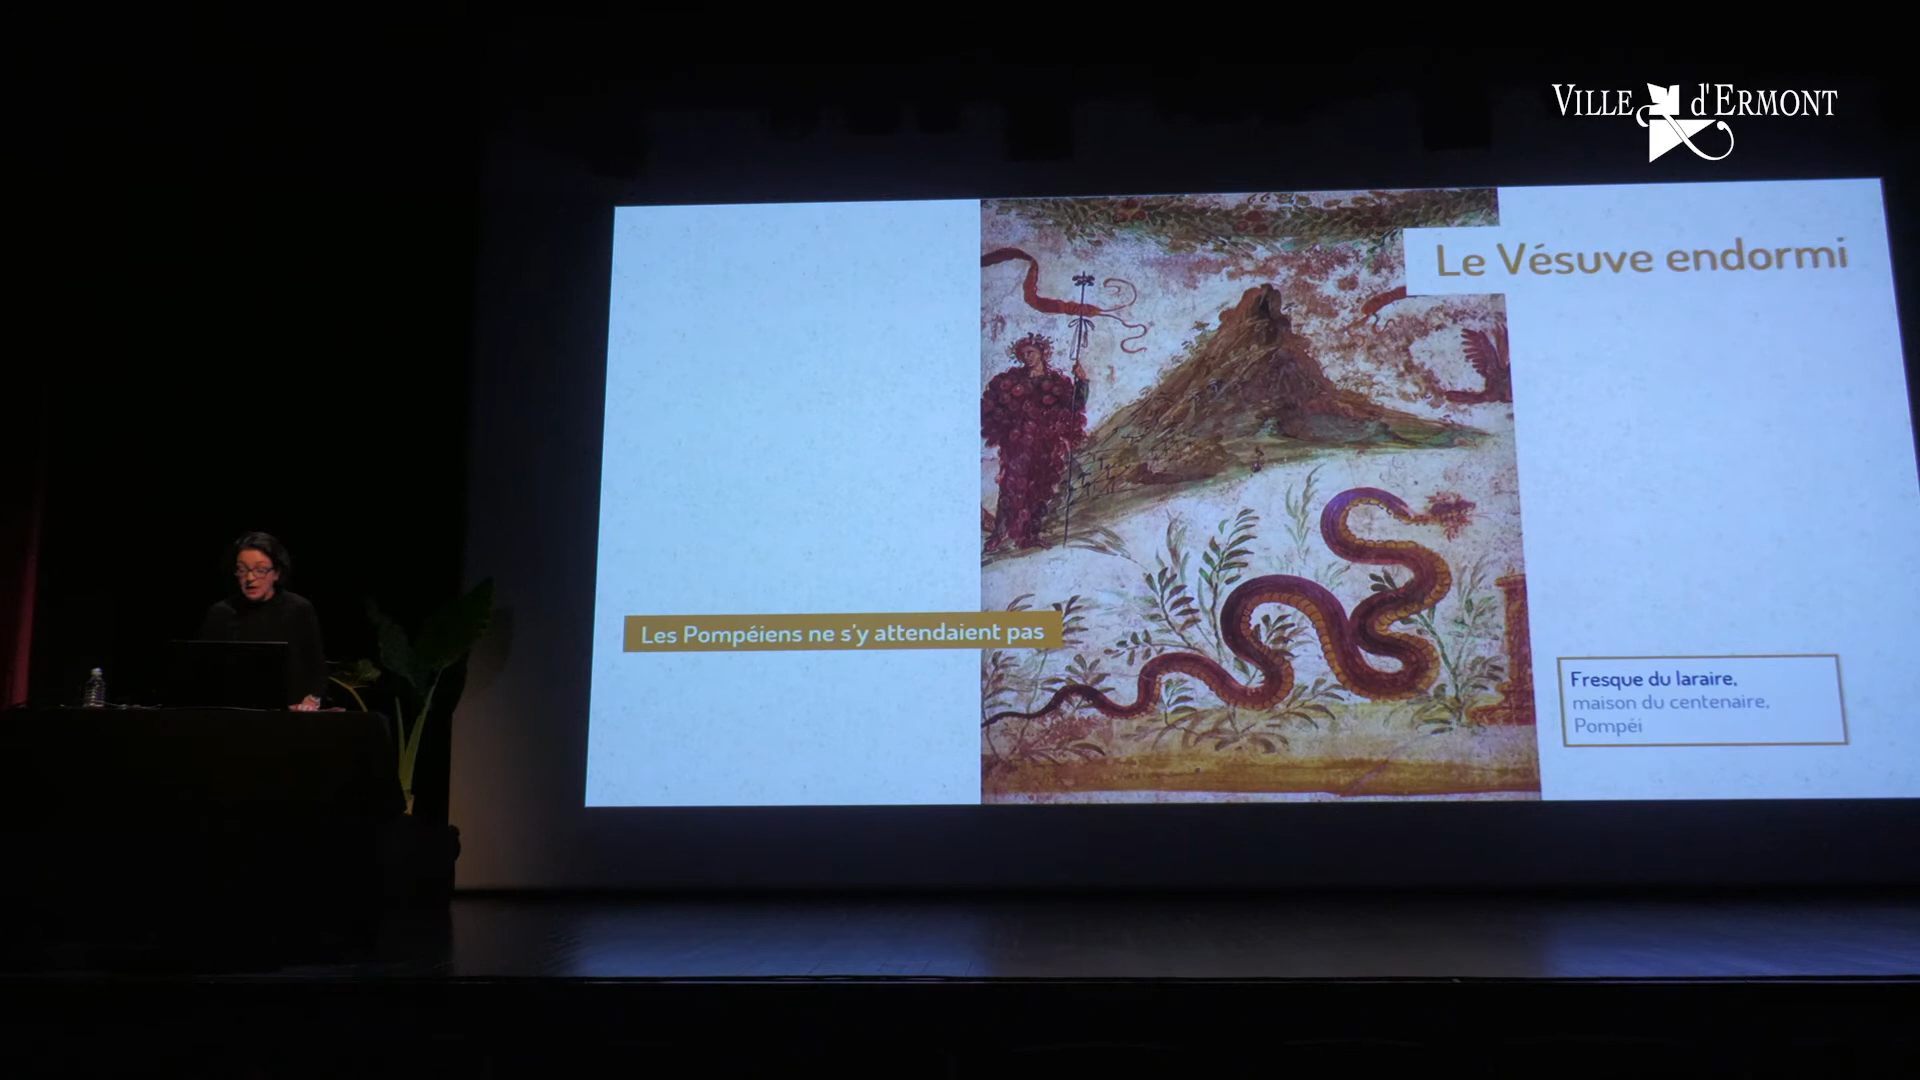 VILLE d'ERMONT
Le Vésuve endormi
Les Pompéiens ne s'y attendaient pas
Fresque du laraire,
maison du centenaire,
Pompéi